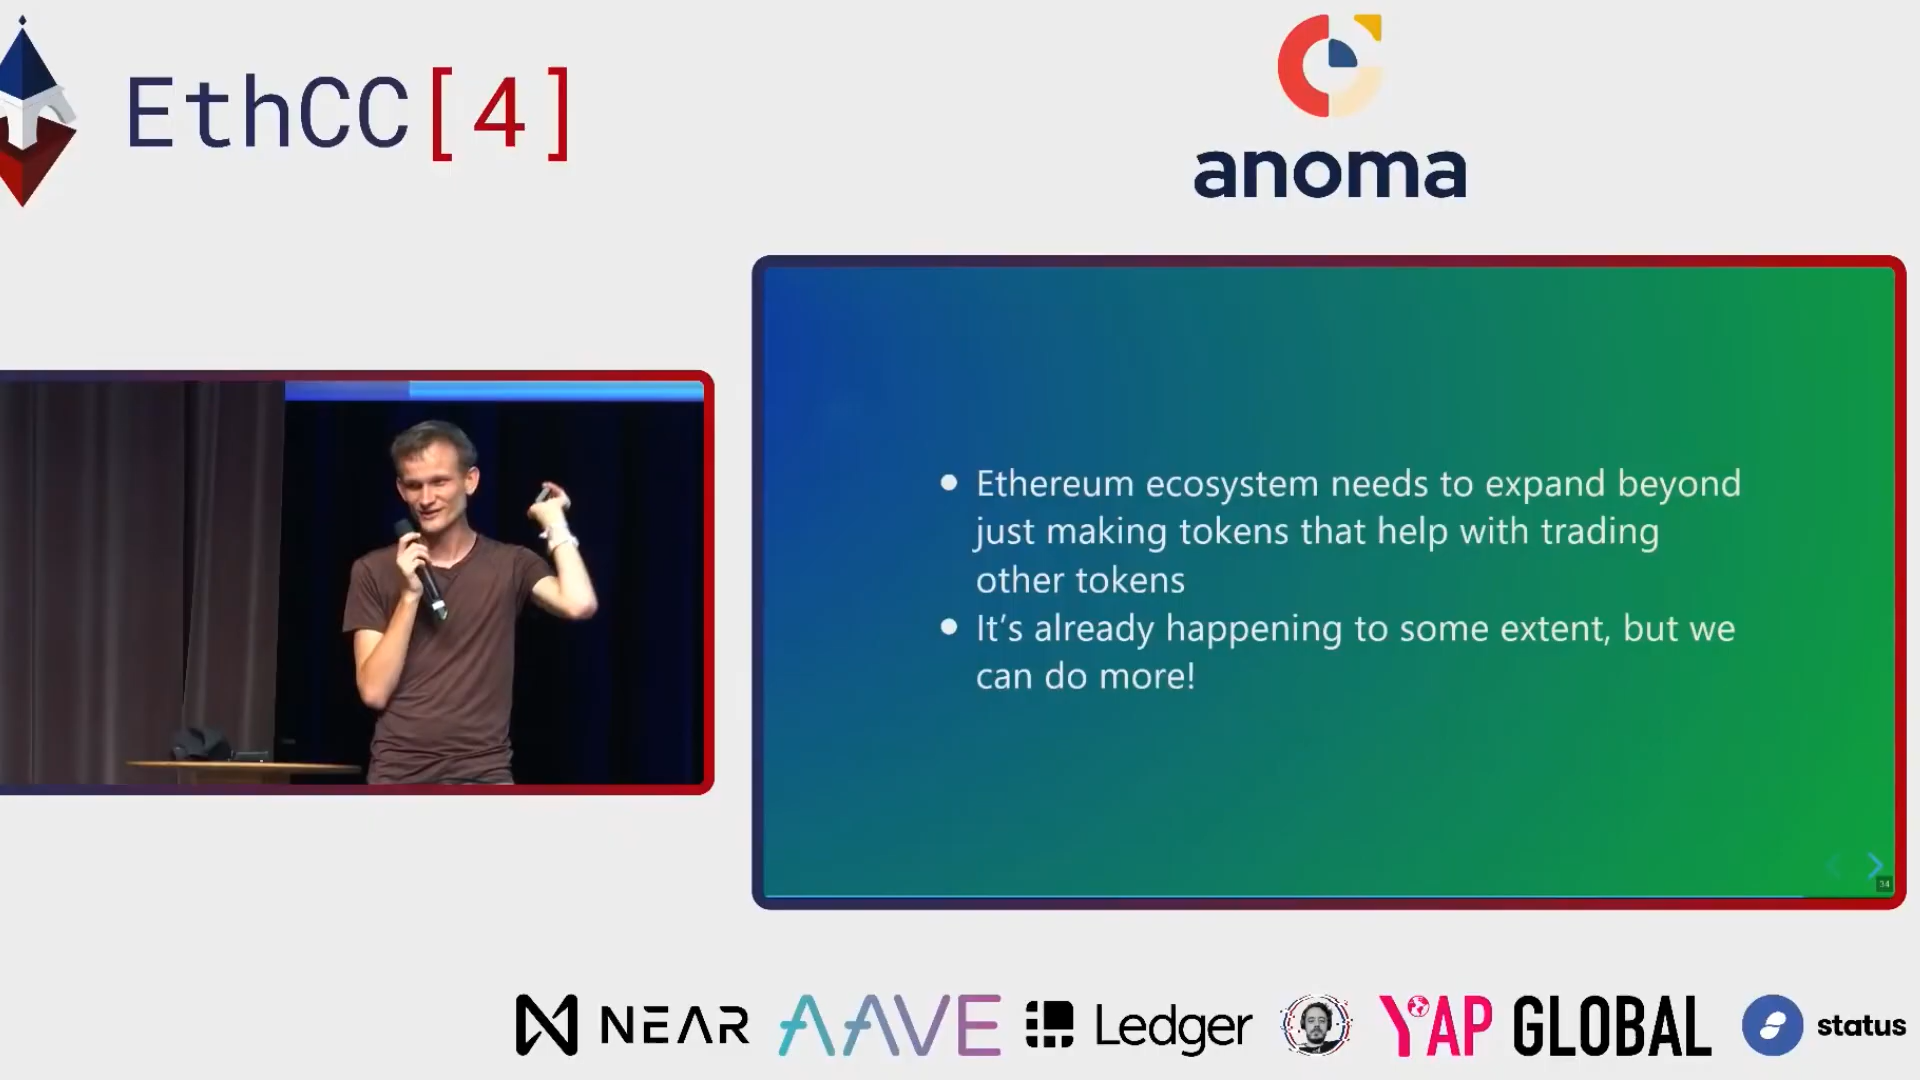 EthCC[4]
anoma
• Ethereum ecosystem needs to expand beyond
just making tokens that help with trading
other tokens
• It's already happening to some extent, but we
can do more!
34
NEAR
AAVE
Ledger
YAP GLOBAL
status